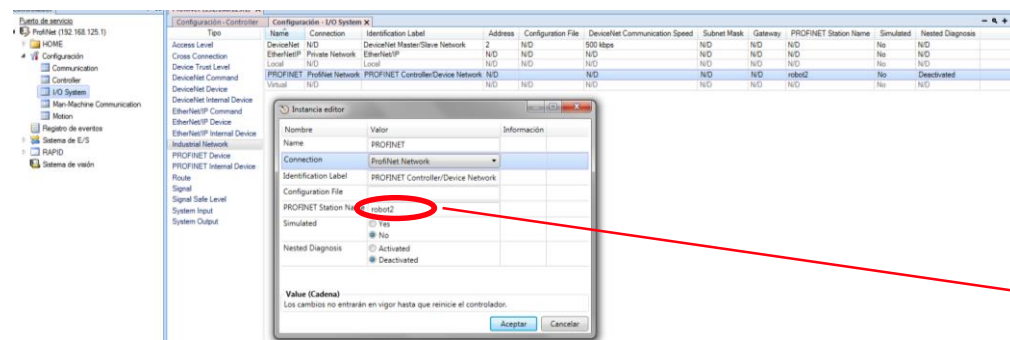 Puerto de servicio
ProfiNet (192.168.125.1)
HOME
Configuración
Communication
Controller
I/O System
Man-Machine Communication
Motion
Registro de eventos
Sistema de E/S
RAPID
Sistema de visión
Configuración - Controller
Configuración - I/O System X
Tipo
Access Level
Cross Connection
Device Trust Level
DeviceNet Command
DeviceNet Device
DeviceNet Internal Device
EtherNet/IP Command
EtherNet/IP Device
EtherNet/IP Internal Device
Industrial Network
PROFINET Device
PROFINET Internal Device
Route
Signal
Signal Safe Level
System Input
System Output
Name Connection Identification Label Address Configuration File DeviceNet Communication Speed Subnet Mask Gateway PROFINET Station Name Simulated Nested Diagnosis
DeviceNet N/D DeviceNet Master/Slave Network 2 N/D 500 kbps N/D N/D N/D No N/D
EtherNet/IP Private Network EtherNet/IP N/D N/D N/D N/D N/D N/D No N/D
Local N/D Local N/D N/D N/D N/D N/D N/D No N/D
PROFINET ProfiNet Network PROFINET Controller/Device Network N/D N/D N/D N/D robot2 No Deactivated
Virtual N/D N/D N/D N/D N/D N/D N/D No N/D
Instancia editor
Nombre Valor Información
Name PROFINET
Connection ProfiNet Network
Identification Label PROFINET Controller/Device Network
Configuration File
PROFINET Station robot2
Simulated Yes
No
Nested Diagnosis Activated
Deactivated
Value (Cadena)
Los cambios no entrarán en vigor hasta que reinicie el controlador.
Aceptar Cancelar